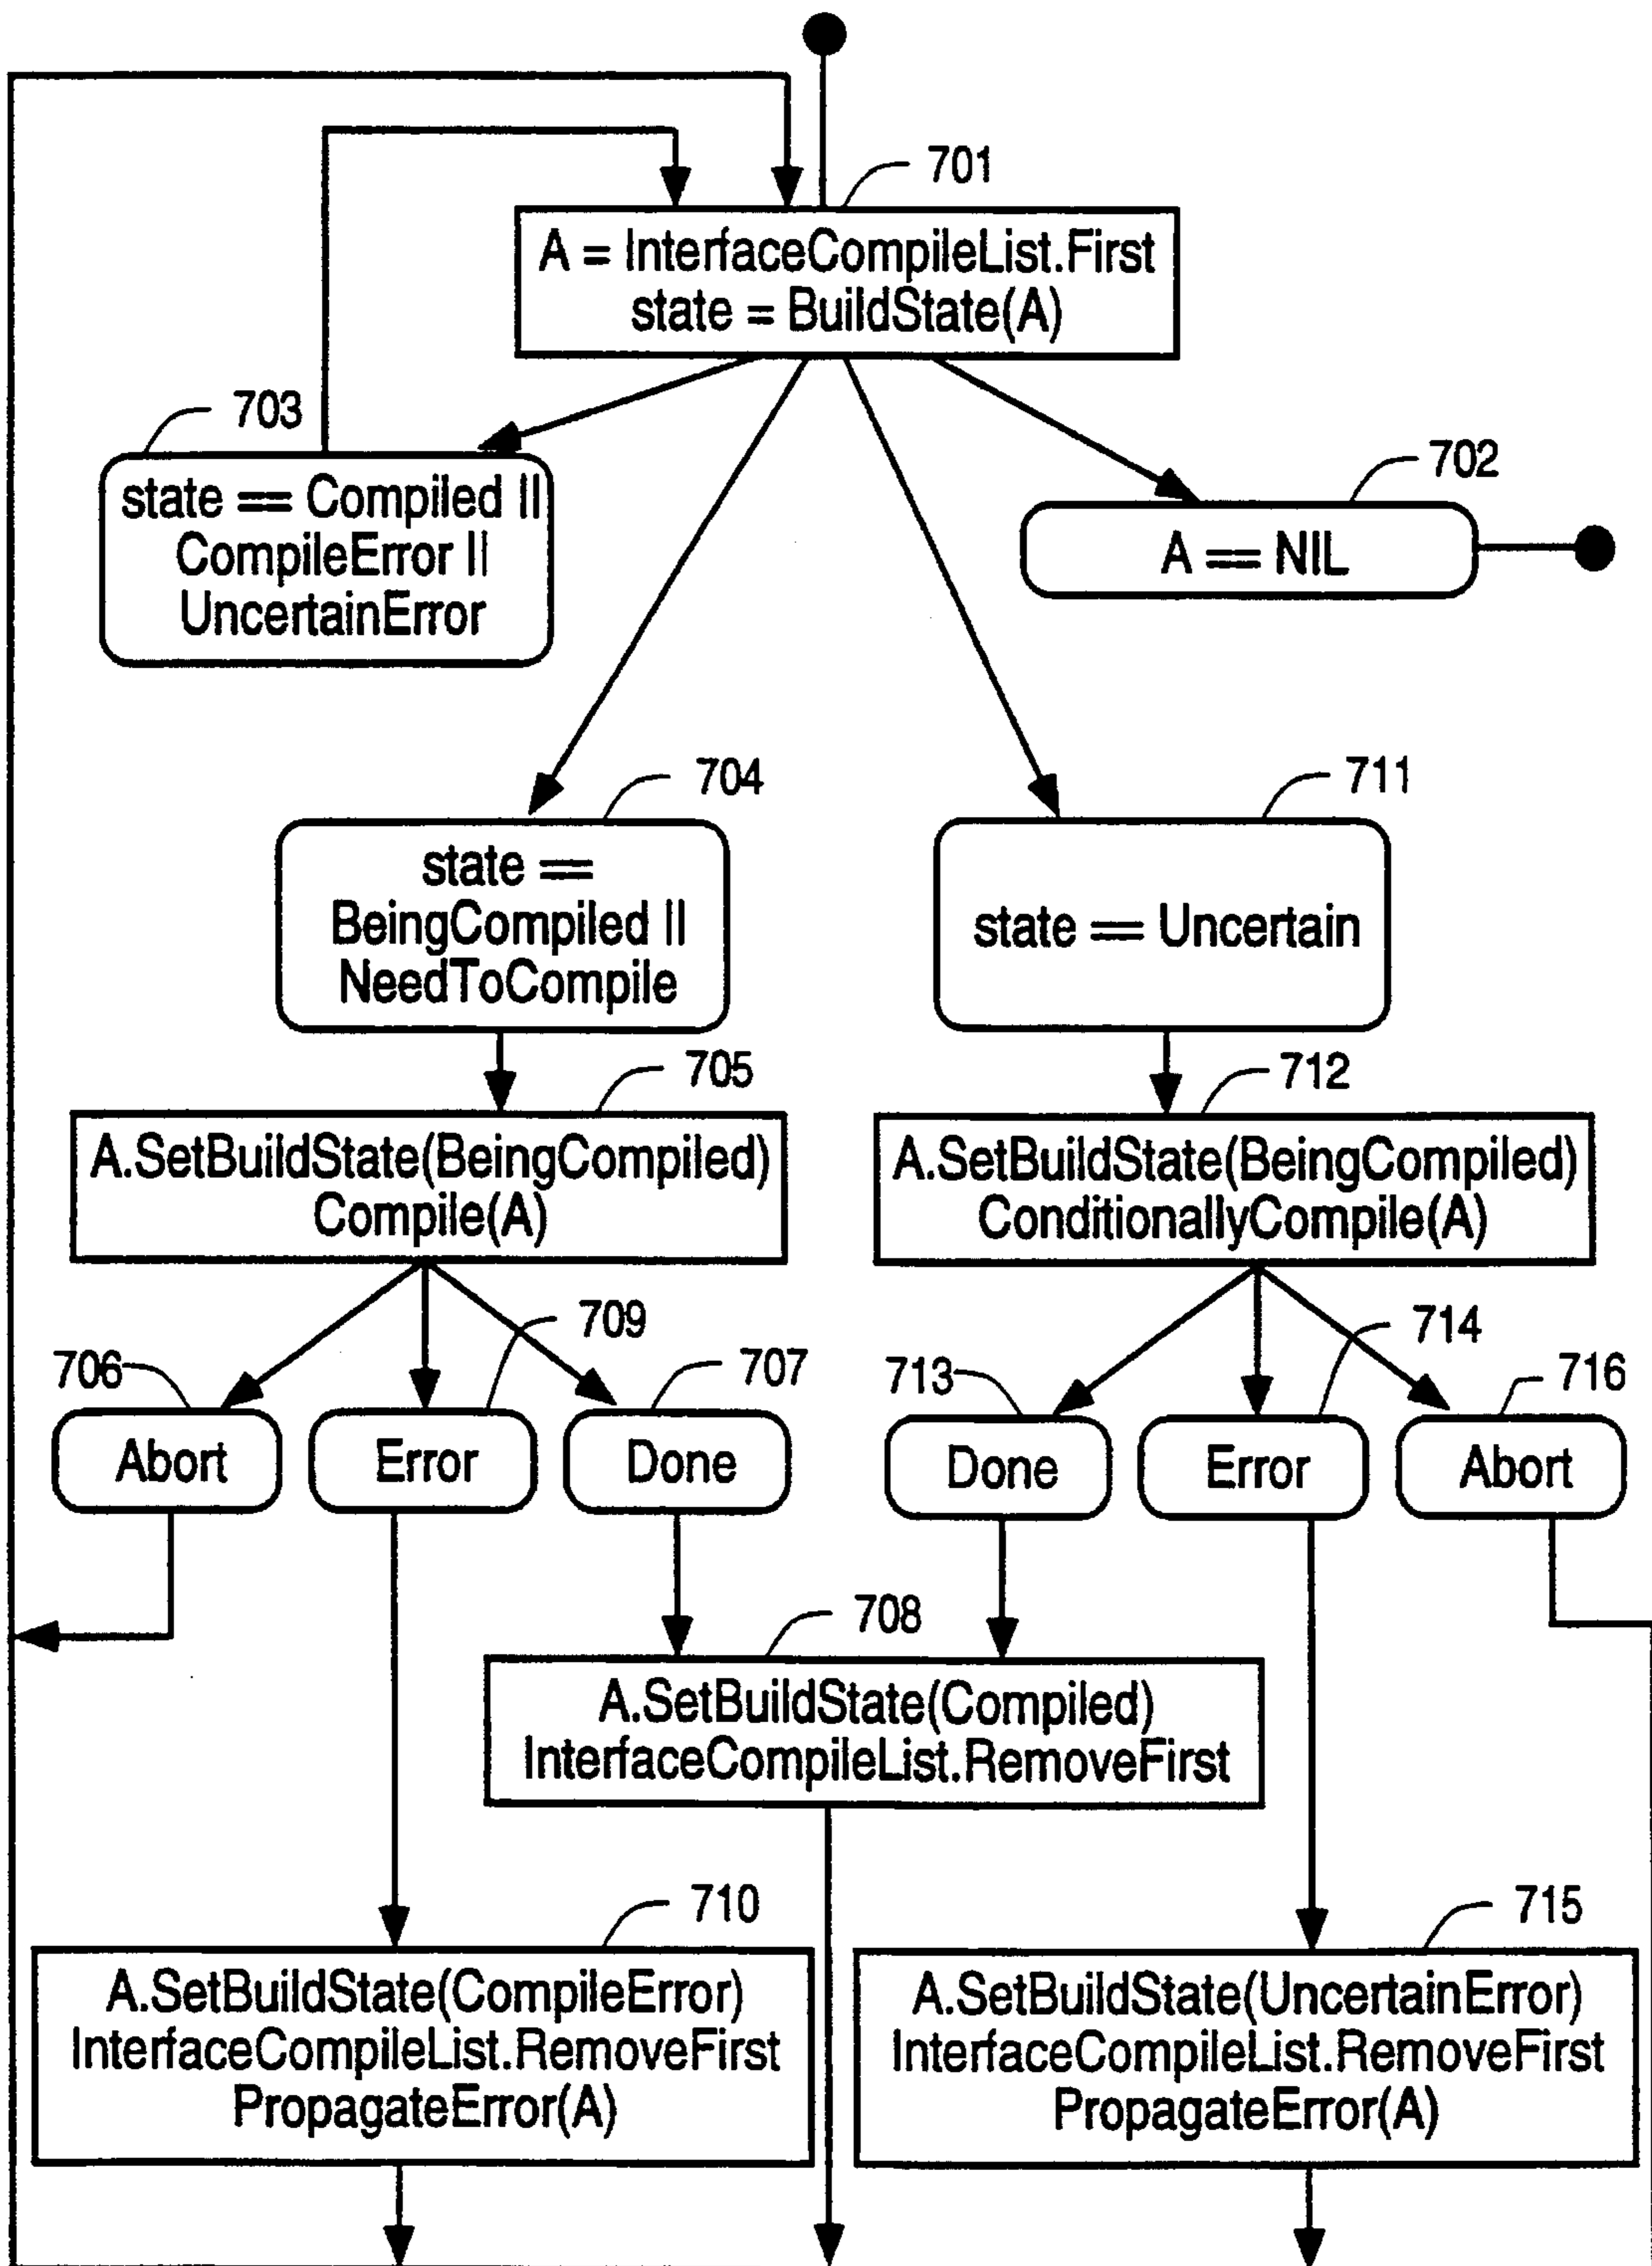 701
A = InterfaceCompileList.First
state = BuildState(A)
703
state == Compiled ||
CompileError ||
UncertainError
702
A == NIL
704
state ==
BeingCompiled ||
NeedToCompile
711
state == Uncertain
705
A.SetBuildState(BeingCompiled)
Compile(A)
712
A.SetBuildState(BeingCompiled)
ConditionallyCompile(A)
706
Abort
709
Error
707
Done
713
Done
714
Error
716
Abort
708
A.SetBuildState(Compiled)
InterfaceCompileList.RemoveFirst
710
A.SetBuildState(CompileError)
InterfaceCompileList.RemoveFirst
PropagateError(A)
715
A.SetBuildState(UncertainError)
InterfaceCompileList.RemoveFirst
PropagateError(A)